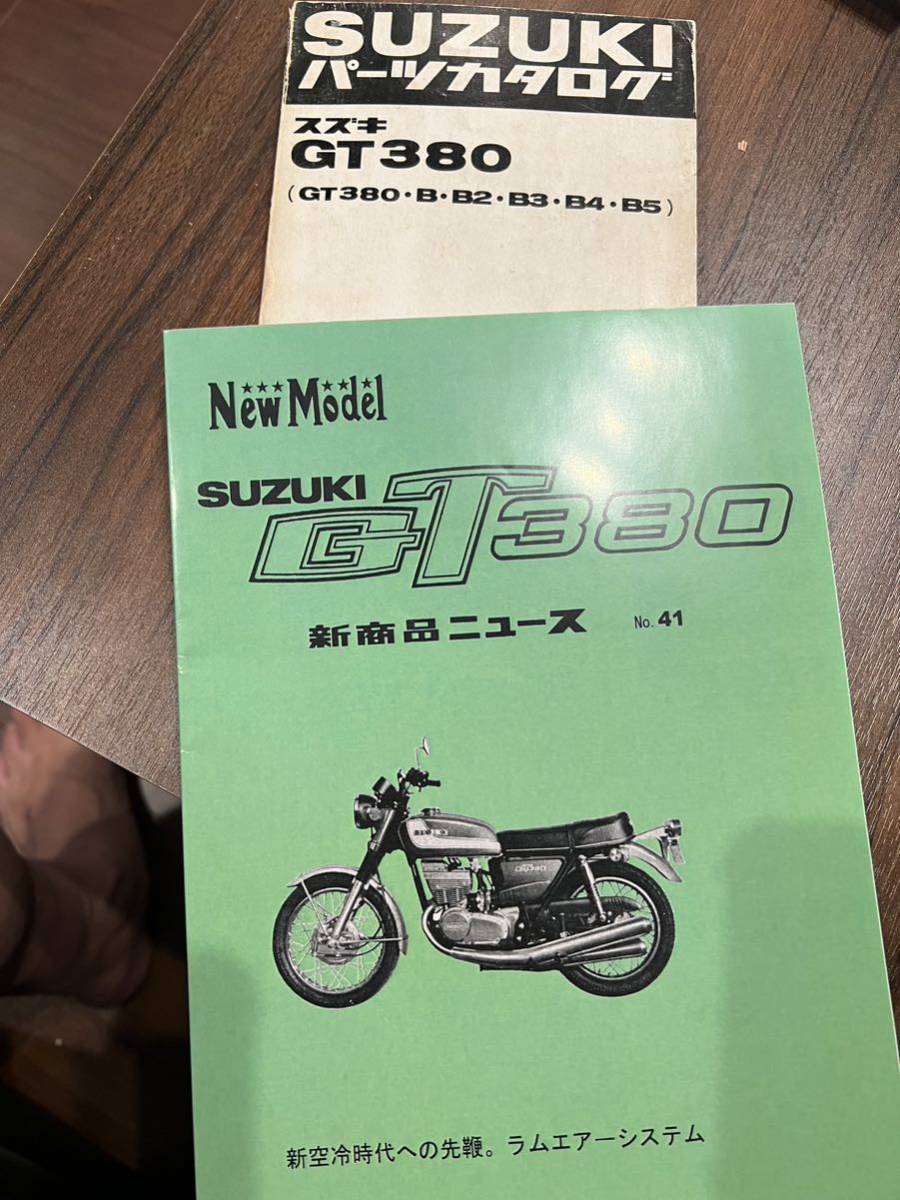 SUZUKI
パーツカタログ
スズキ
GT380
(GT380・B・B2・B3・B4・B5)
New Model
SUZUKI GT380
新商品ニュース No. 41
新空冷時代への先鞭。ラムエアーシステム